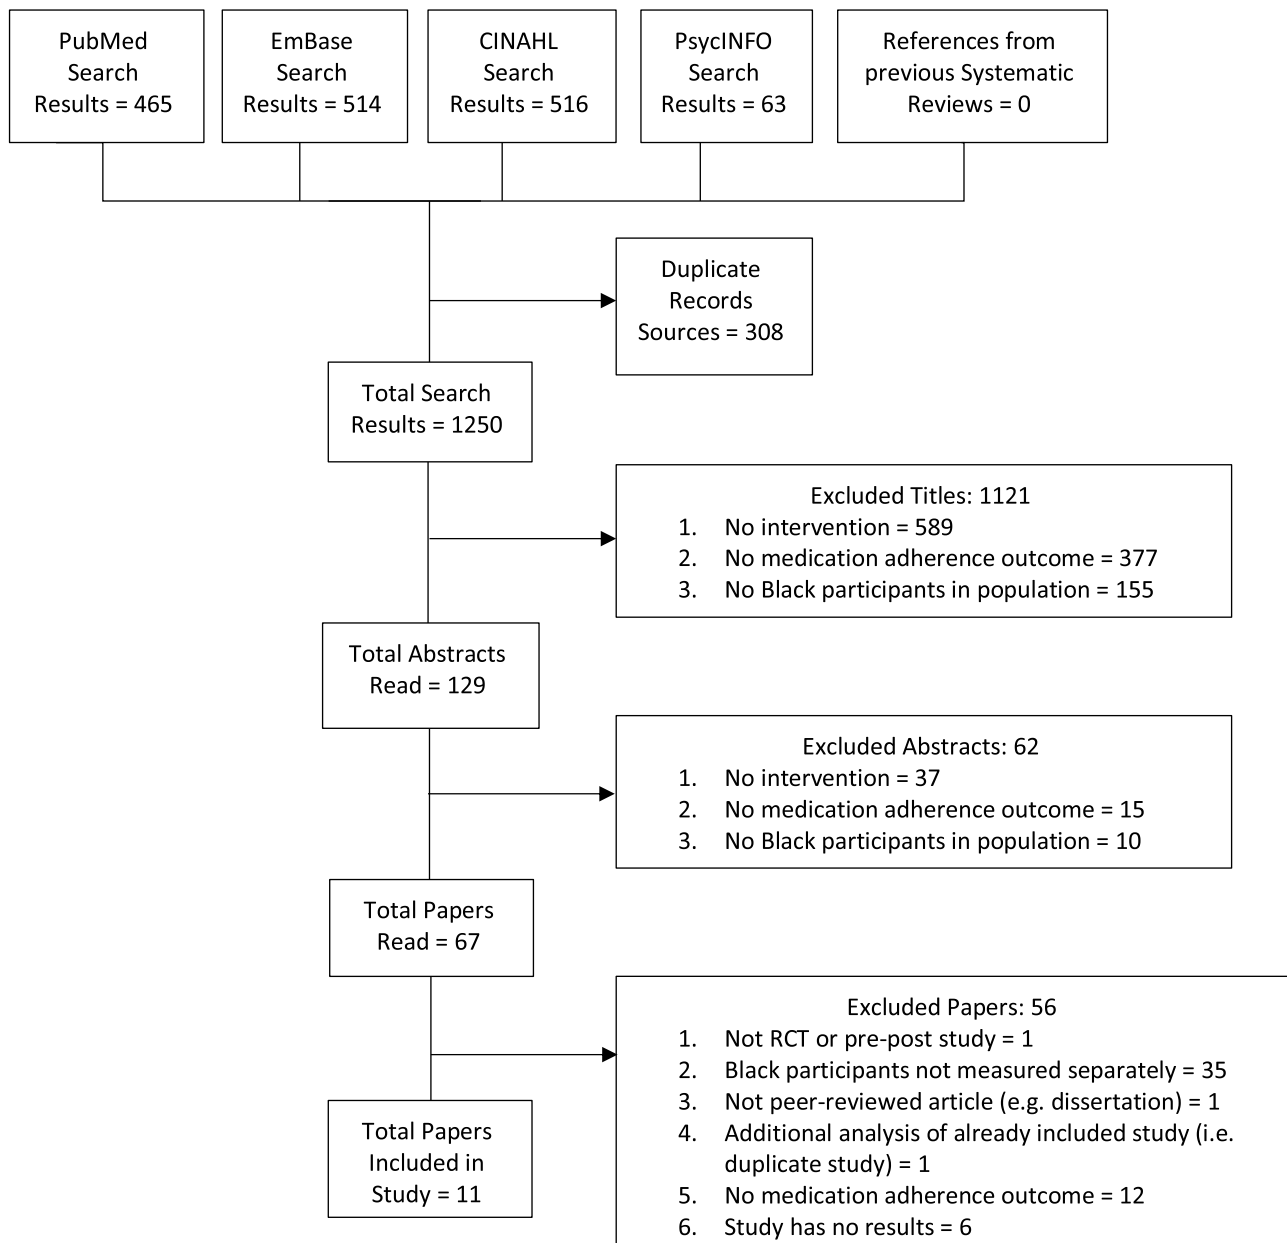 PubMed
Search
Results = 465
EmBase
Search
Results = 514
CINAHL
Search
Results = 516
PsycINFO
Search
Results = 63
References from
previous Systematic
Reviews = 0
Duplicate
Records
Sources = 308
Total Search
Results = 1250
Excluded Titles: 1121
1. No intervention = 589
2. No medication adherence outcome = 377
3. No Black participants in population = 155
Total Abstracts
Read = 129
Excluded Abstracts: 62
1. No intervention = 37
2. No medication adherence outcome = 15
3. No Black participants in population = 10
Total Papers
Read = 67
Excluded Papers: 56
1. Not RCT or pre-post study = 1
2. Black participants not measured separately = 35
3. Not peer-reviewed article (e.g. dissertation) = 1
4. Additional analysis of already included study (i.e.
duplicate study) = 1
5. No medication adherence outcome = 12
6. Study has no results = 6
Total Papers
Included in
Study = 11